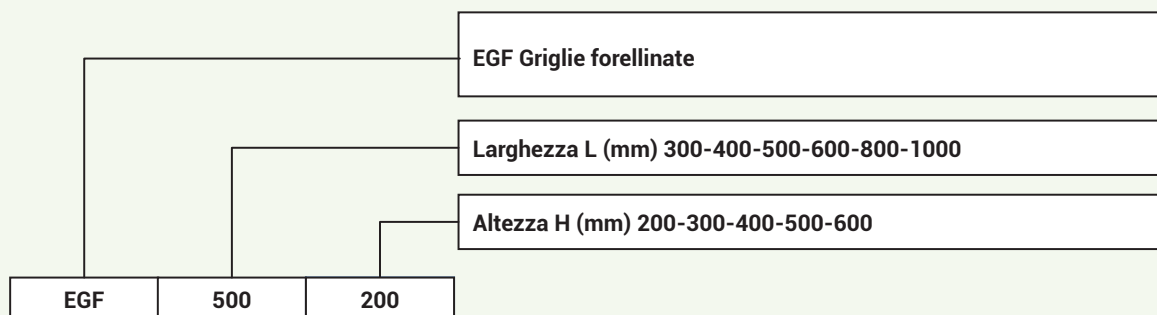 EGF Griglie forellinate
Larghezza L (mm) 300-400-500-600-800-1000
Altezza H (mm) 200-300-400-500-600
EGF 500 200